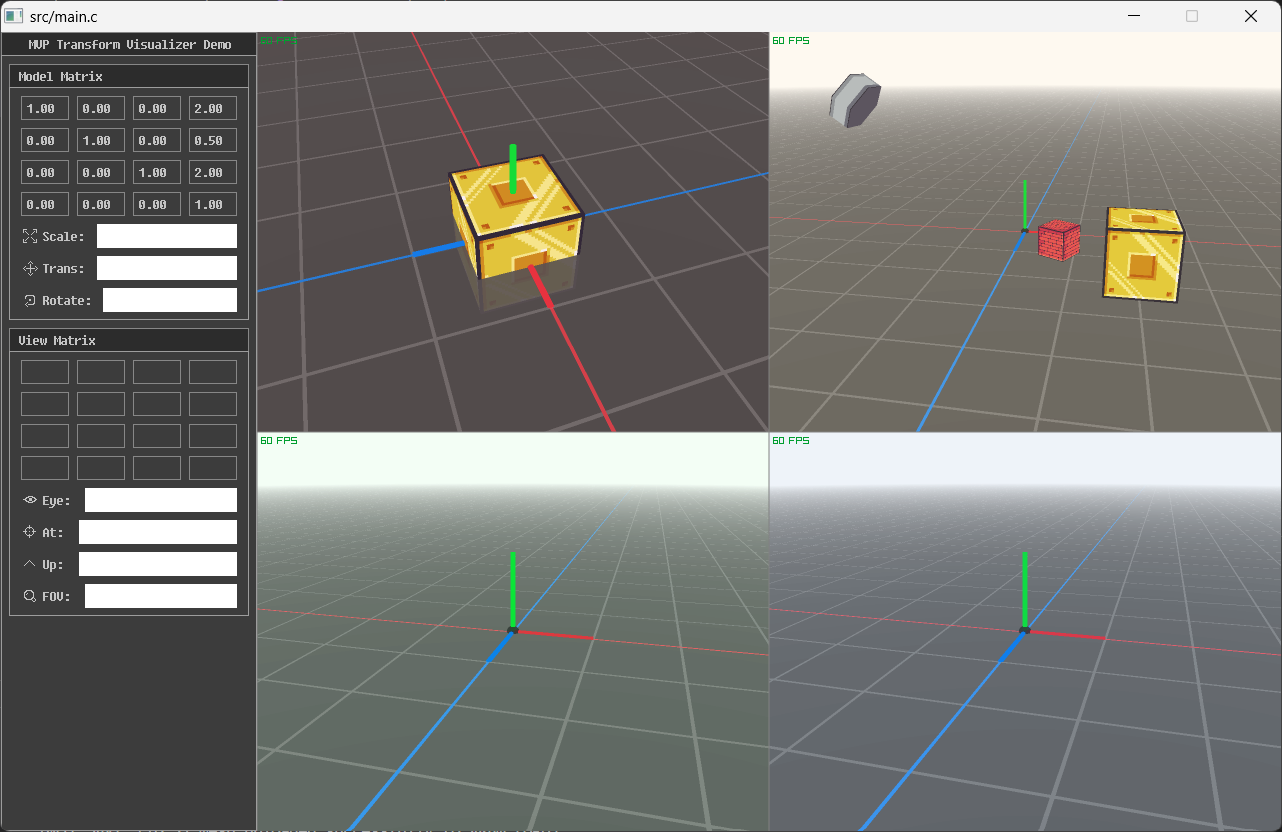 src/main.c
MVP Transform Visualizer Demo
Model Matrix
1.00 0.00 0.00 2.00
0.00 1.00 0.00 0.50
0.00 0.00 1.00 2.00
0.00 0.00 0.00 1.00
Scale:
Trans:
Rotate:
View Matrix
Eye:
At:
Up:
FOV:
60 FPS
60 FPS
60 FPS
60 FPS